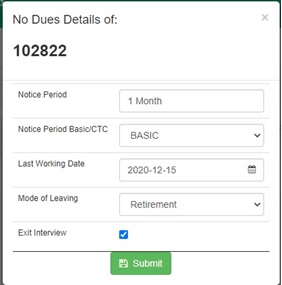 No Dues Details of: ×
102822
Notice Period 1 Month
Notice Period Basic/CTC BASIC
Last Working Date 2020-12-15
Mode of Leaving Retirement
Exit Interview
Submit